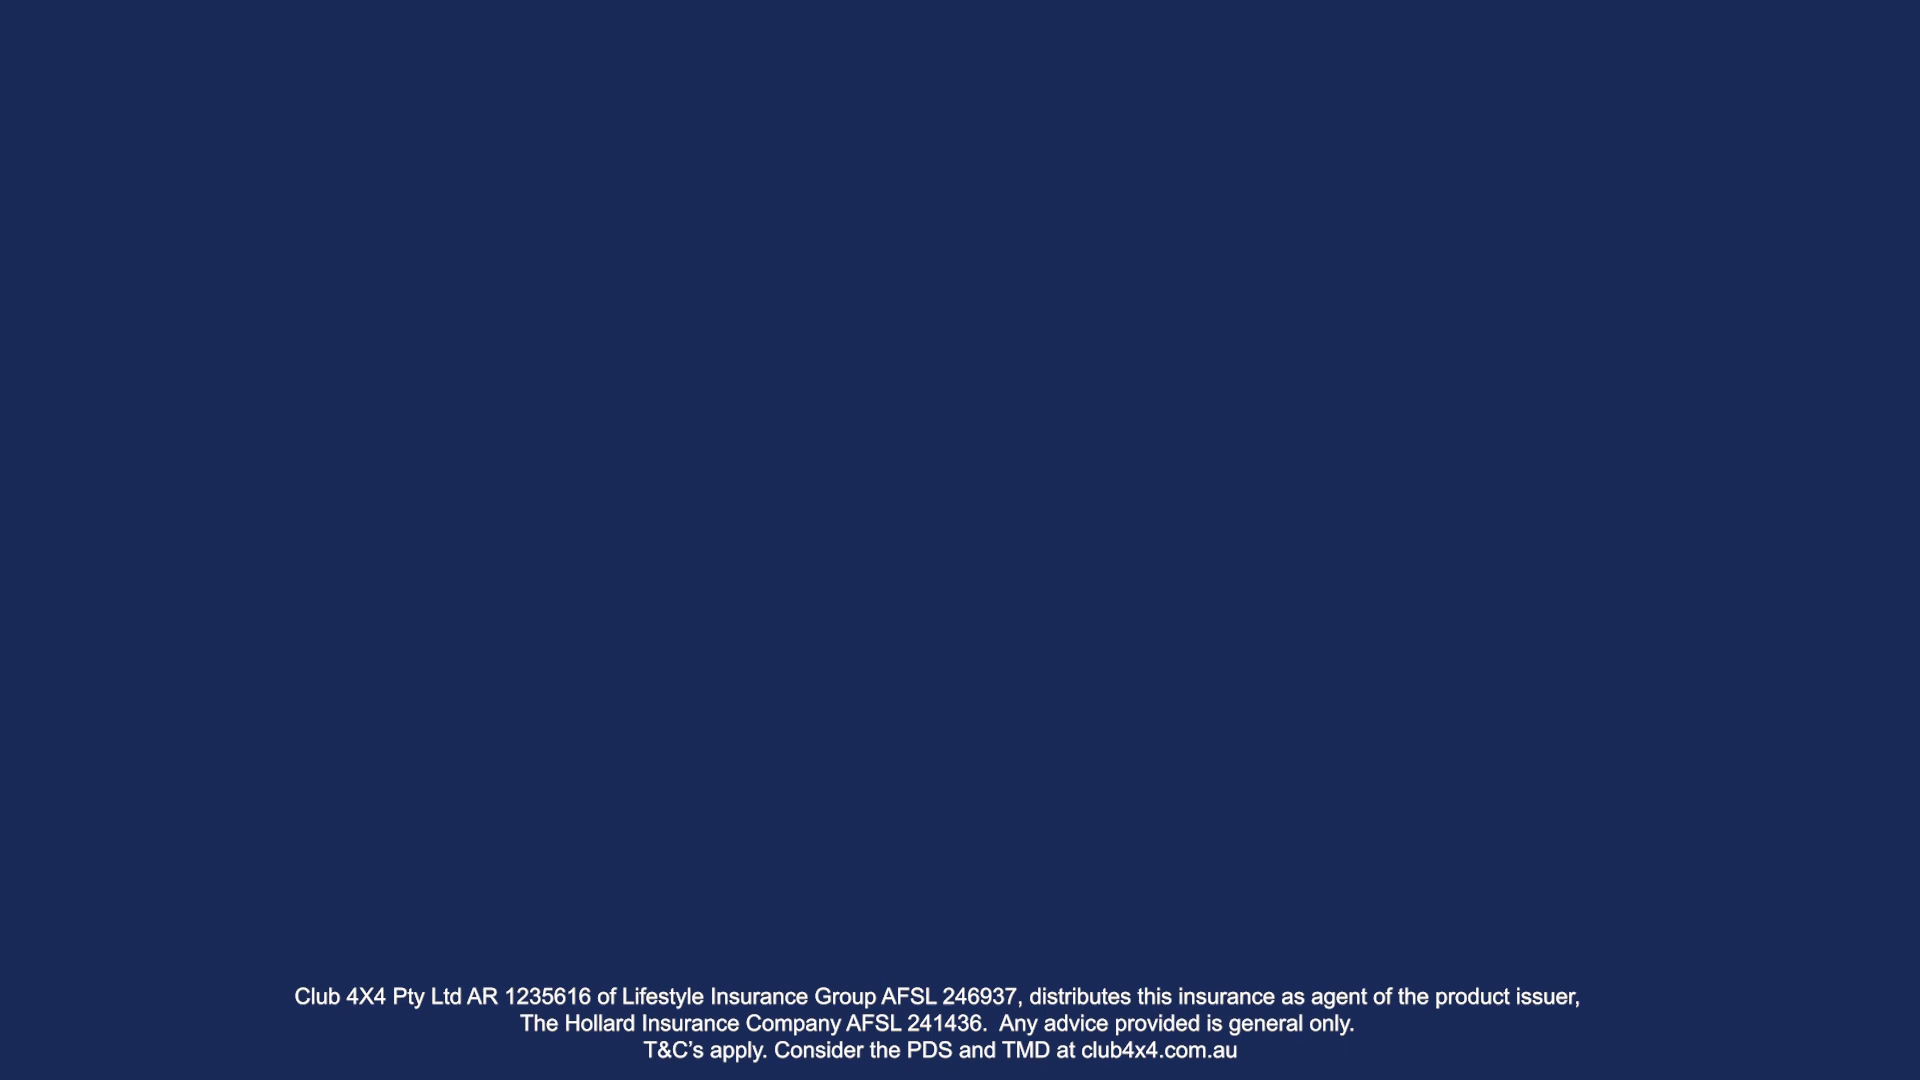 Club 4X4 Pty Ltd AR 1235616 of Lifestyle Insurance Group AFSL 246937, distributes this insurance as agent of the product issuer,
The Hollard Insurance Company AFSL 241436.  Any advice provided is general only.
T&C’s apply. Consider the PDS and TMD at club4x4.com.au